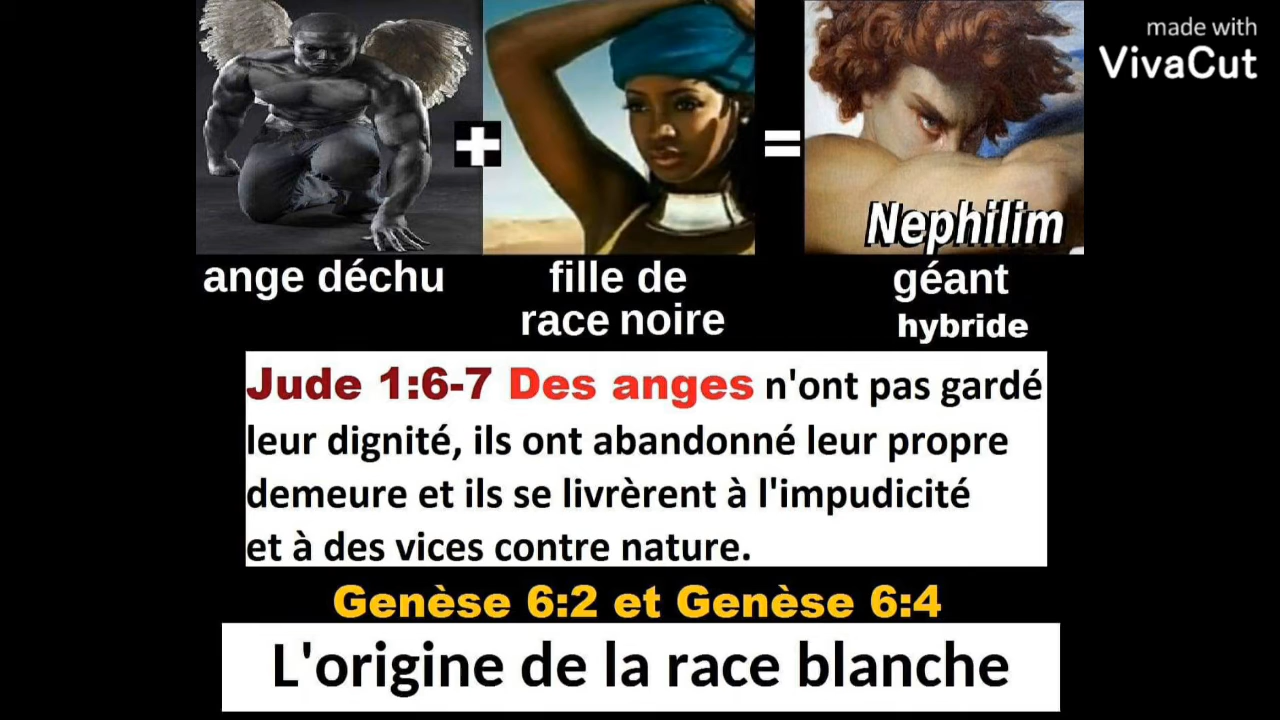 made with
VivaCut
Nephilim
ange déchu
fille de
race noire
géant
hybride
Jude 1:6-7 Des anges n'ont pas gardé
leur dignité, ils ont abandonné leur propre
demeure et ils se livrèrent à l'impudicité
et à des vices contre nature.
Genèse 6:2 et Genèse 6:4
L'origine de la race blanche